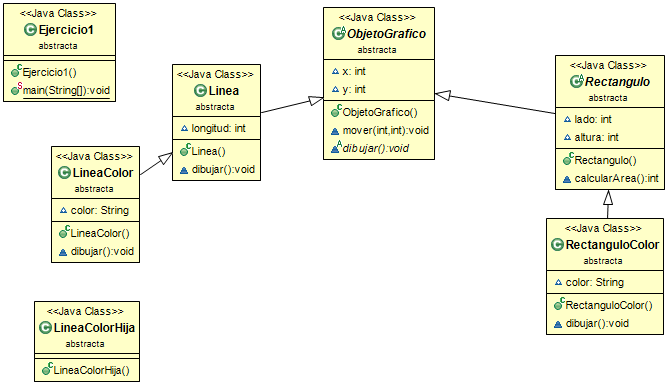 <<Java Class>>
Ejercicio1
abstracta
Ejercicio1()
main(String[]):void
<<Java Class>>
ObjetoGrafico
abstracta
x: int
y: int
ObjetoGrafico()
mover(int,int):void
dibujar():void
<<Java Class>>
Linea
abstracta
longitud: int
Linea()
dibujar():void
<<Java Class>>
Rectangulo
abstracta
lado: int
altura: int
Rectangulo()
calcularArea():int
<<Java Class>>
LineaColor
abstracta
color: String
LineaColor()
dibujar():void
<<Java Class>>
RectanguloColor
abstracta
color: String
RectanguloColor()
dibujar():void
<<Java Class>>
LineaColorHija
abstracta
LineaColorHija()